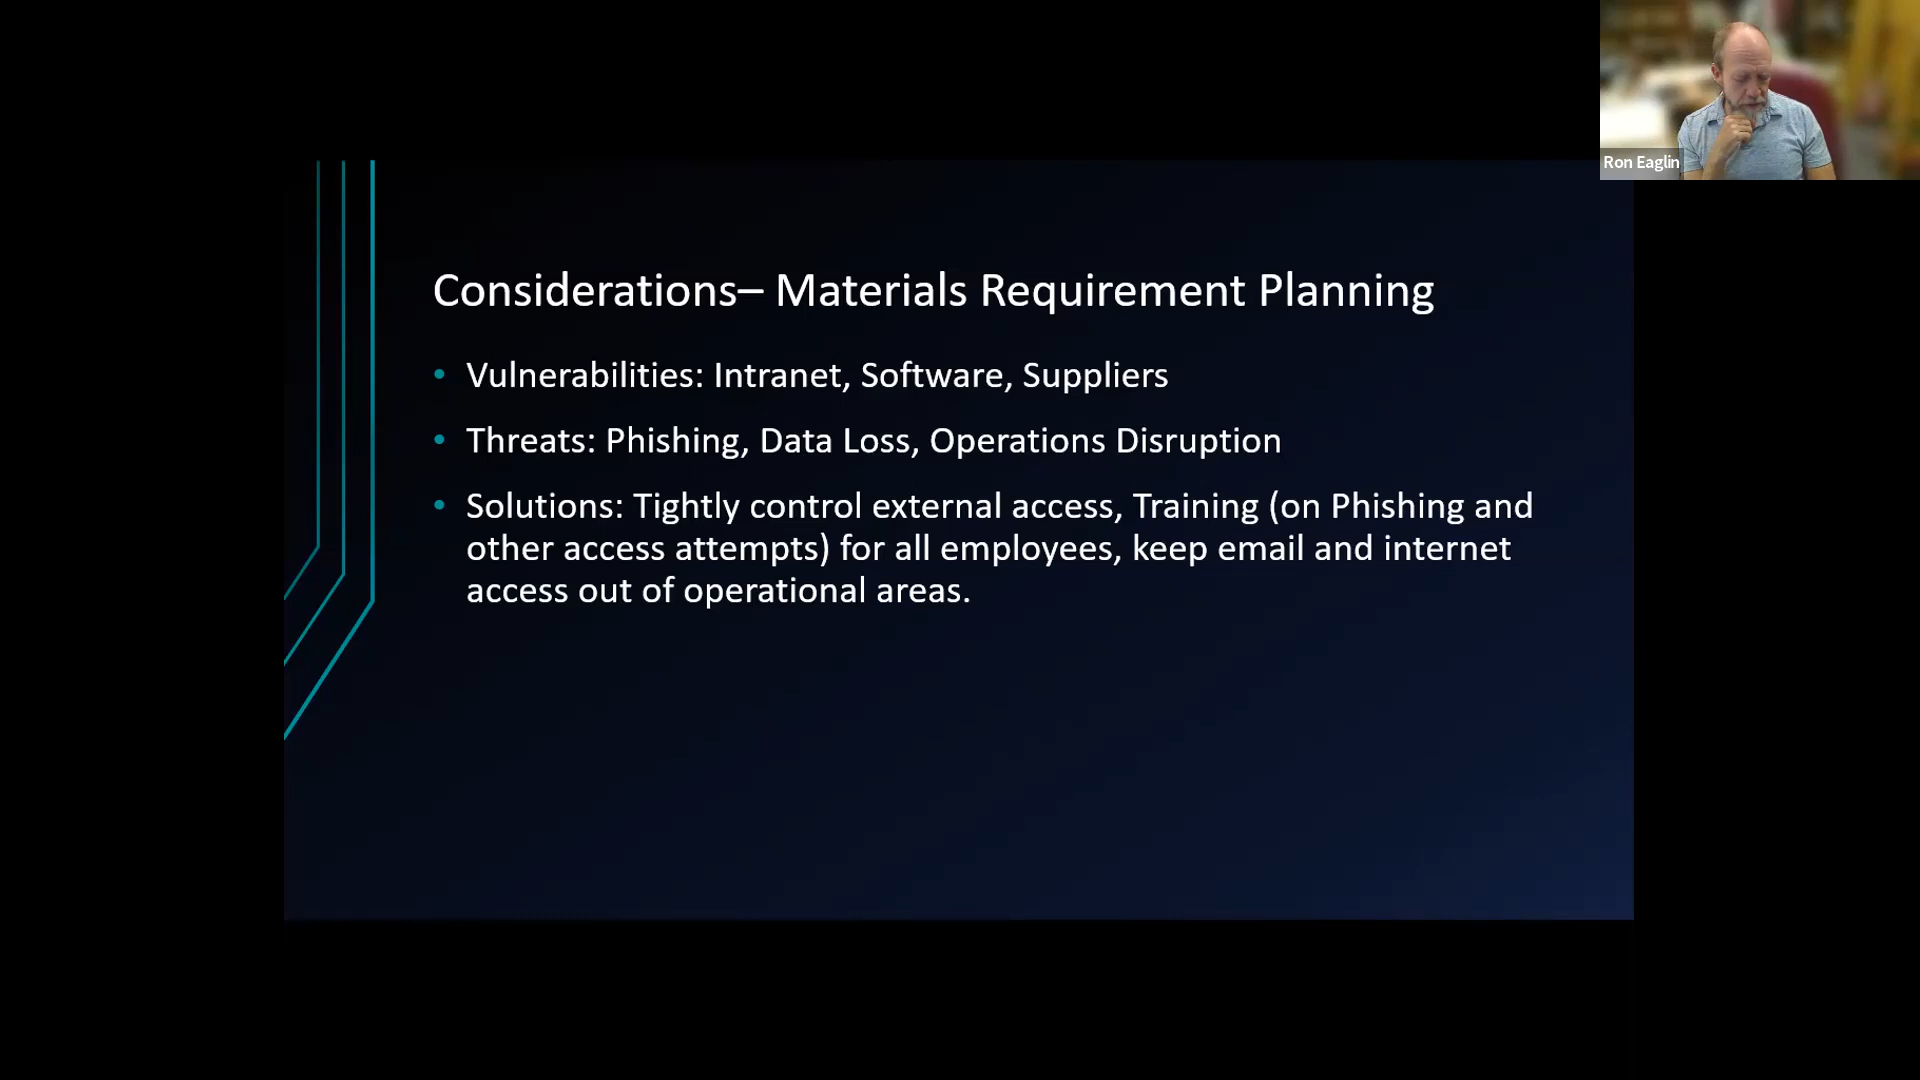 Ron Eaglin
Considerations– Materials Requirement Planning
• Vulnerabilities: Intranet, Software, Suppliers
• Threats: Phishing, Data Loss, Operations Disruption
• Solutions: Tightly control external access, Training (on Phishing and
other access attempts) for all employees, keep email and internet
access out of operational areas.